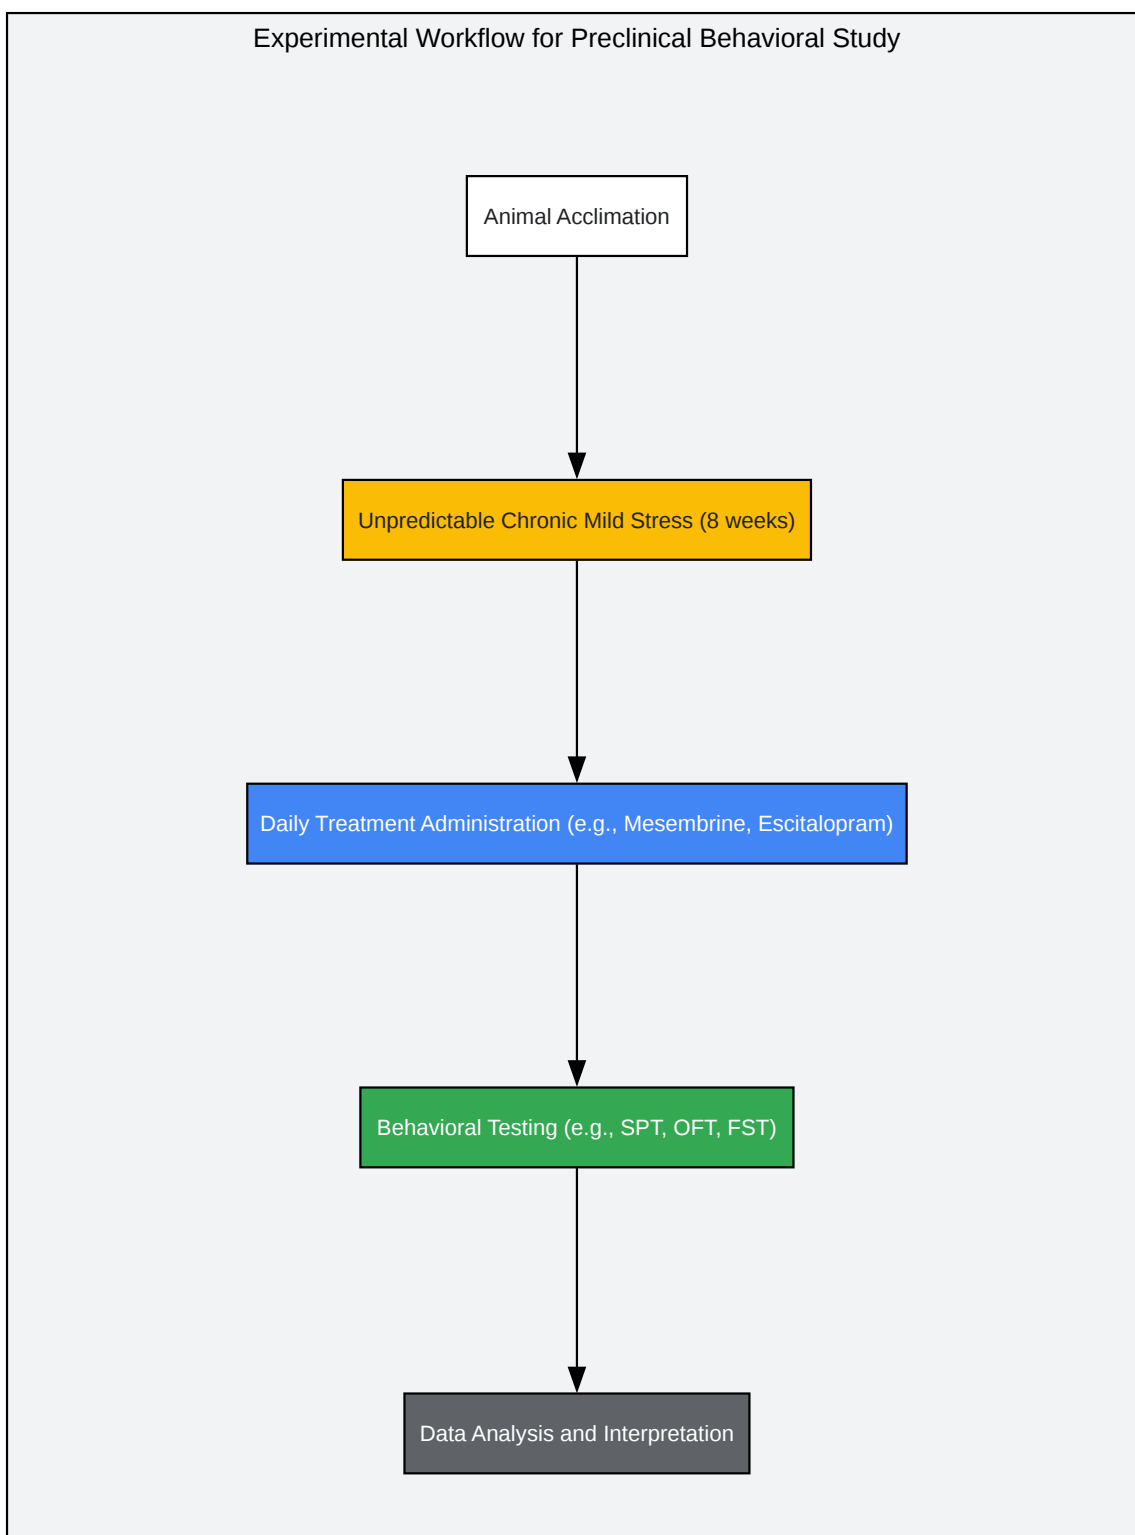 Experimental Workflow for Preclinical Behavioral Study
Animal Acclimation
Unpredictable Chronic Mild Stress (8 weeks)
Daily Treatment Administration (e.g., Mesembrine, Escitalopram)
Behavioral Testing (e.g., SPT, OFT, FST)
Data Analysis and Interpretation